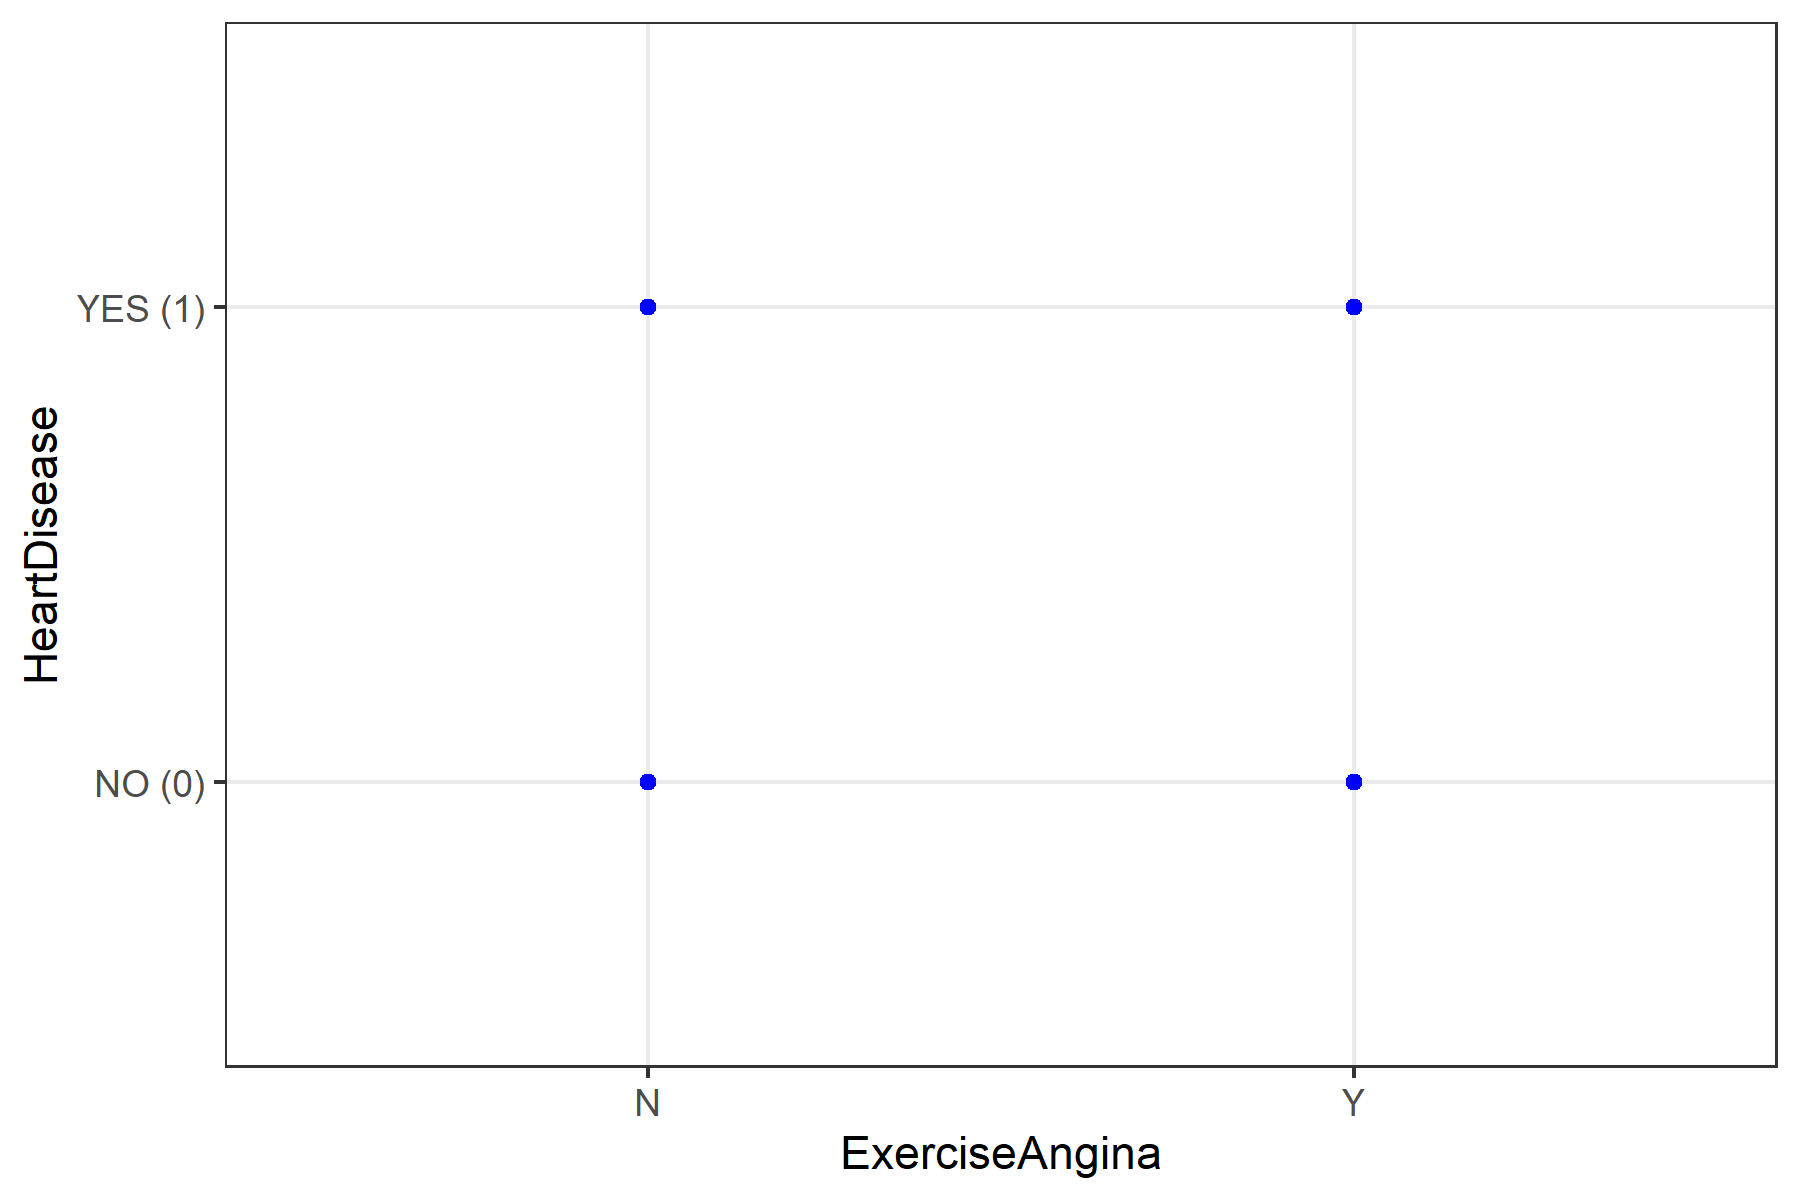 HeartDisease
YES (1)
NO (0)
N
Y
ExerciseAngina